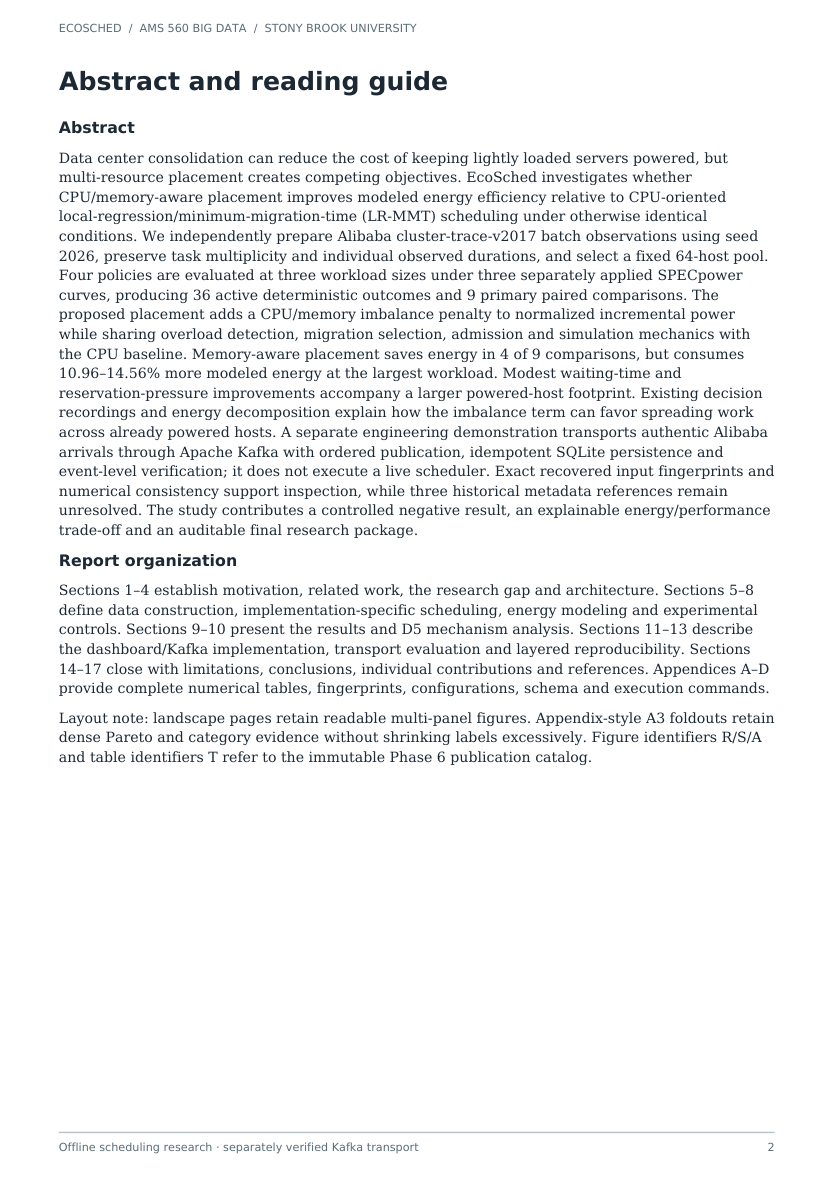 ECOSCHED / AMS 560 BIG DATA / STONY BROOK UNIVERSITY
Abstract and reading guide
Abstract
Data center consolidation can reduce the cost of keeping lightly loaded servers powered, but
multi-resource placement creates competing objectives. EcoSched investigates whether
CPU/memory-aware placement improves modeled energy efficiency relative to CPU-oriented
local-regression/minimum-migration-time (LR-MMT) scheduling under otherwise identical
conditions. We independently prepare Alibaba cluster-trace-v2017 batch observations using seed
2026, preserve task multiplicity and individual observed durations, and select a fixed 64-host pool.
Four policies are evaluated at three workload sizes under three separately applied SPECpower
curves, producing 36 active deterministic outcomes and 9 primary paired comparisons. The
proposed placement adds a CPU/memory imbalance penalty to normalized incremental power
while sharing overload detection, migration selection, admission and simulation mechanics with
the CPU baseline. Memory-aware placement saves energy in 4 of 9 comparisons, but consumes
10.96–14.56% more modeled energy at the largest workload. Modest waiting-time and
reservation-pressure improvements accompany a larger powered-host footprint. Existing decision
recordings and energy decomposition explain how the imbalance term can favor spreading work
across already powered hosts. A separate engineering demonstration transports authentic Alibaba
arrivals through Apache Kafka with ordered publication, idempotent SQLite persistence and
event-level verification; it does not execute a live scheduler. Exact recovered input fingerprints and
numerical consistency support inspection, while three historical metadata references remain
unresolved. The study contributes a controlled negative result, an explainable energy/performance
trade-off and an auditable final research package.
Report organization
Sections 1–4 establish motivation, related work, the research gap and architecture. Sections 5–8
define data construction, implementation-specific scheduling, energy modeling and experimental
controls. Sections 9–10 present the results and D5 mechanism analysis. Sections 11–13 describe
the dashboard/Kafka implementation, transport evaluation and layered reproducibility. Sections
14–17 close with limitations, conclusions, individual contributions and references. Appendices A–D
provide complete numerical tables, fingerprints, configurations, schema and execution commands.
Layout note: landscape pages retain readable multi-panel figures. Appendix-style A3 foldouts retain
dense Pareto and category evidence without shrinking labels excessively. Figure identifiers R/S/A
and table identifiers T refer to the immutable Phase 6 publication catalog.
Offline scheduling research · separately verified Kafka transport
2